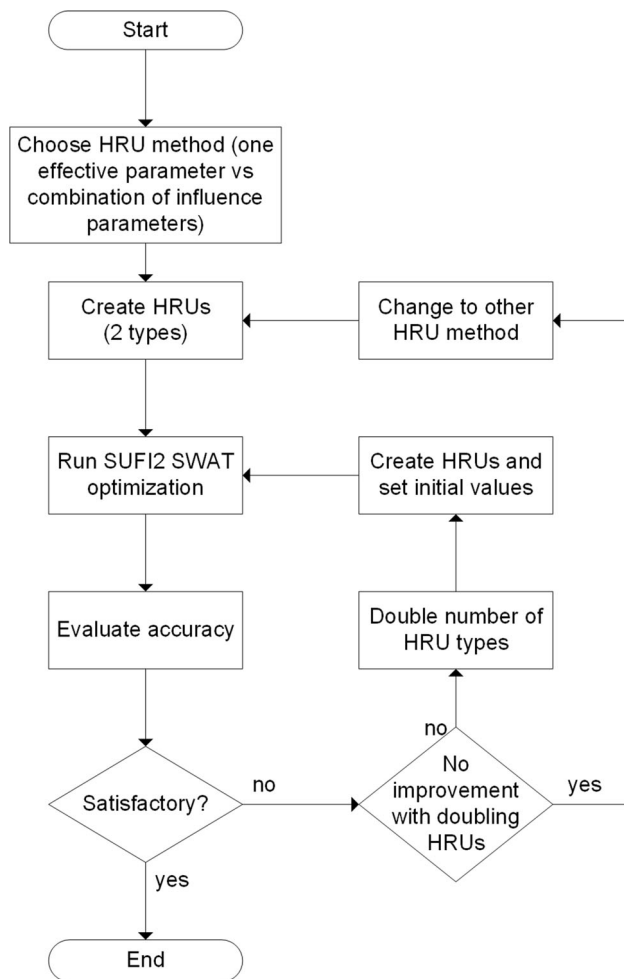 Start
Choose HRU method (one
effective parameter vs
combination of influence
parameters)
Create HRUs
(2 types)
Change to other
HRU method
Run SUFI2 SWAT
optimization
Create HRUs and
set initial values
Evaluate accuracy
Double number of
HRU types
no
Satisfactory?
no
No
improvement
with doubling
HRUs
yes
yes
End